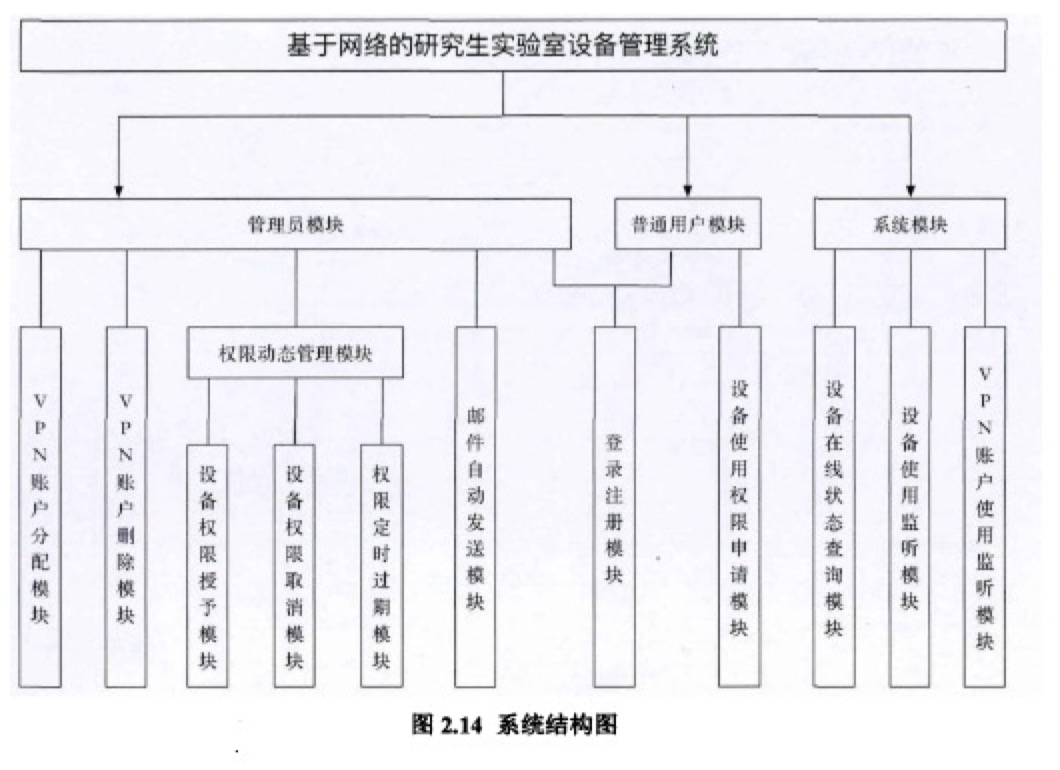 基于网络的研究生实验室设备管理系统
管理员模块
普通用户模块
系统模块
VPN账户分配模块
VPN账户删除模块
权限动态管理模块
设备权限授予模块
设备权限取消模块
权限定时过期模块
邮件自动发送模块
登录注册模块
设备使用权限申请模块
设备在线状态查询模块
设备使用监听模块
VPN账户使用监听模块
图 2.14 系统结构图